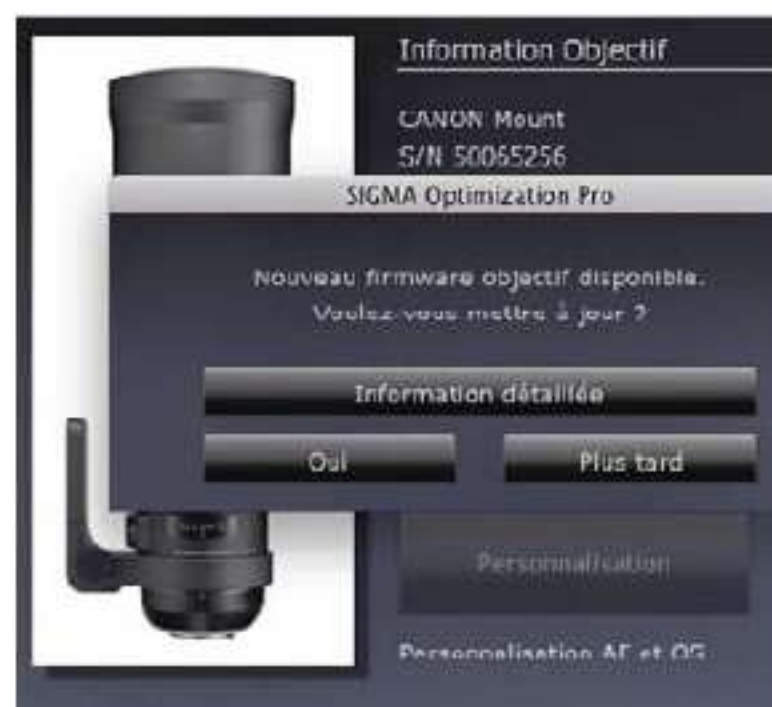 Information Objectif
CANON Mount
S/N 50065256
SIGMA Optimization Pro
Nouveau firmware objectif disponible.
Voulez-vous mettre à jour ?
Information détaillée
Oui
Plus tard
Personnalisation
Personnalisation AF et OS